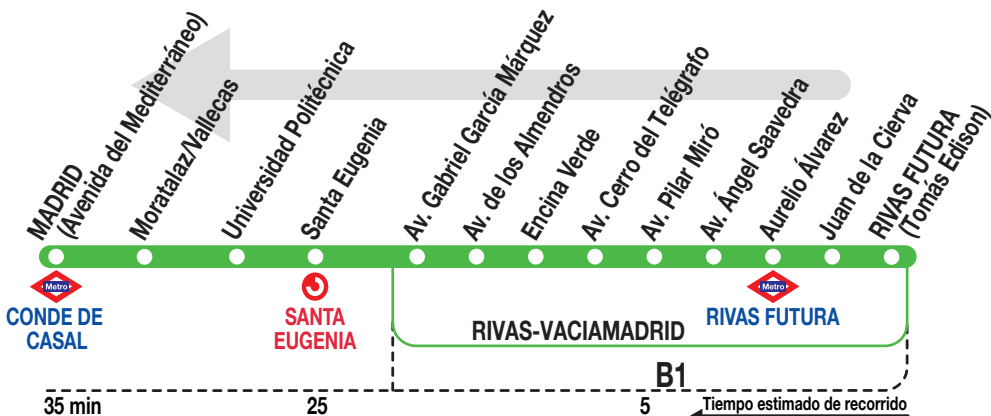 MADRID
(Avenida del Mediterráneo)
Moratalaz/Vallecas
Universidad Politécnica
Santa Eugenia
Av. Gabriel García Márquez
Av. de los Almendros
Encina Verde
Av. Cerro del Telégrafo
Av. Pilar Miró
Av. Ángel Saavedra
Aurelio Álvarez
Juan de la Cierva
RIVAS FUTURA
(Tomás Edison)
Metro
CONDE DE
CASAL
SANTA
EUGENIA
Metro
RIVAS FUTURA
RIVAS-VACIAMADRID
B1
35 min
25
5
Tiempo estimado de recorrido